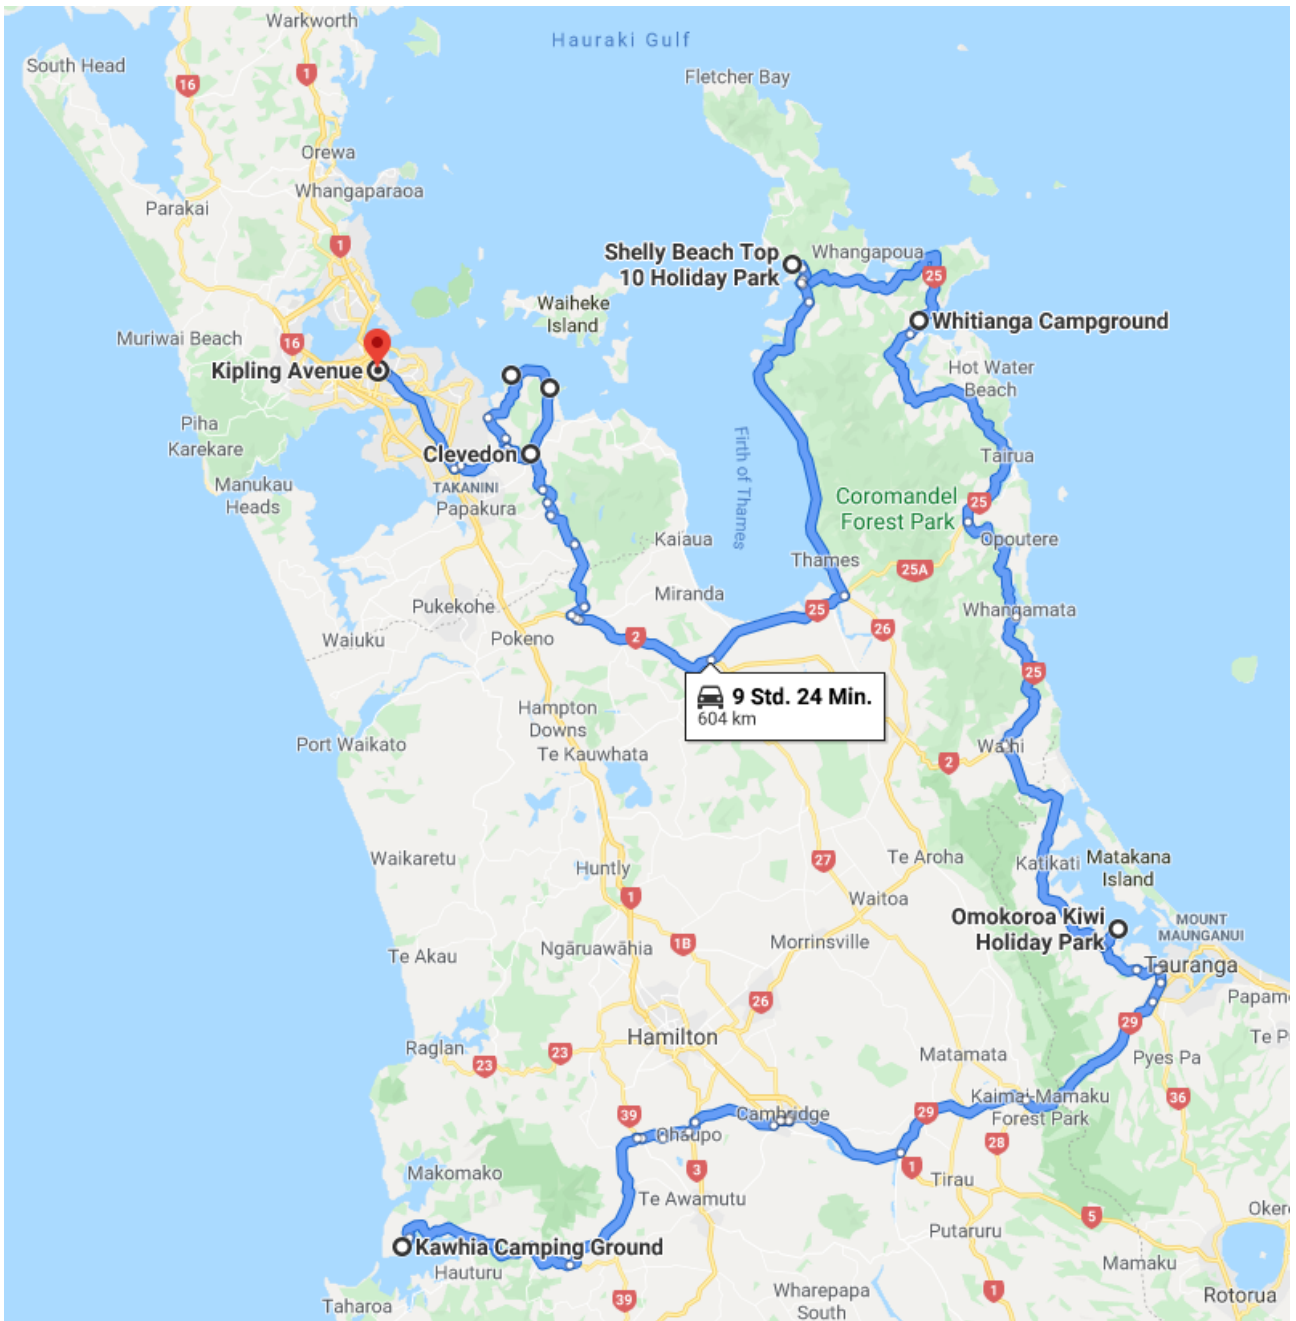 Warkworth
Hauraki Gulf
South Head
Fletcher Bay
16
1
Orewa
Whangaparaoa
Parakai
1
Shelly Beach Top
10 Holiday Park
Whangapoua
25
Waiheke
Island
Whitianga Campground
Muriwai Beach
16
Kipling Avenue
Hot Water
Beach
Piha
Karekare
Clevedon
Firth of Thames
Tairua
Manukau
Heads
TAKANINI
Papakura
Coromandel
Forest Park
25
Kaiaua
Opoutere
Thames
25A
Miranda
Pukekohe
25
Whangamata
Waiuku
Pokeno
2
26
25
9 Std. 24 Min.
604 km
Hampton
Downs
Port Waikato
Te Kauwhata
Waihi
2
Waikaretu
Huntly
27
Te Aroha
Katikati
Matakana
Island
1
Waitoa
Omokoroa Kiwi
Holiday Park
MOUNT
MAUNGANUI
Te Akau
Ngāruawāhia
1B
Morrinsville
Tauranga
26
Papam
Hamilton
29
Te P
Raglan
23
23
Matamata
Pyes Pa
Kaimai-Mamaku
Forest Park
36
39
Cambridge
29
Ohaupo
28
Makomako
3
1
Tirau
Te Awamutu
Oker
5
Putaruru
Kawhia Camping Ground
Hauturu
Mamaku
Taharoa
39
Wharepapa
South
1
Rotorua